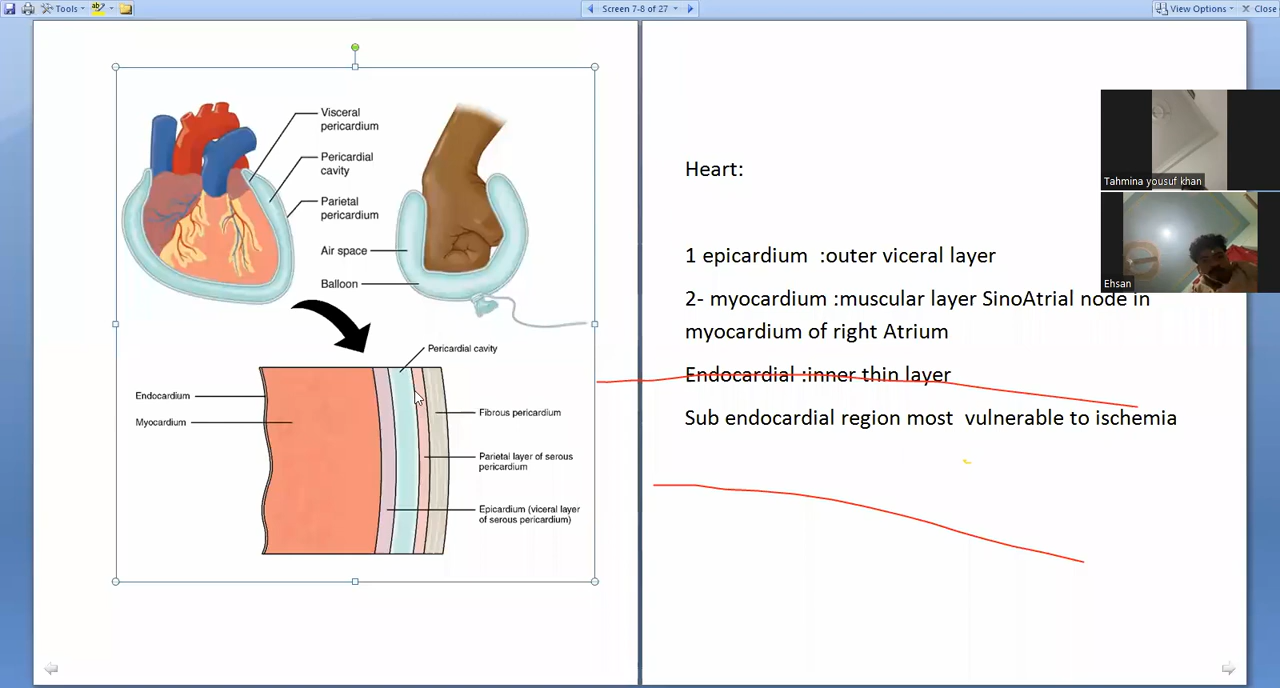 Tools
ab
Screen 7-8 of 27
View Options
Close
Visceral
pericardium
Pericardial
cavity
Parietal
pericardium
Air space
Balloon
Pericardial cavity
Endocardium
Myocardium
Fibrous pericardium
Parietal layer of serous
pericardium
Epicardium (viceral layer
of serous pericardium)
Heart:
1 epicardium :outer viceral layer
2- myocardium :muscular layer SinoAtrial node in
myocardium of right Atrium
Endocardial :inner thin layer
Sub endocardial region most vulnerable to ischemia
Tahmina yousuf khan
Ehsan